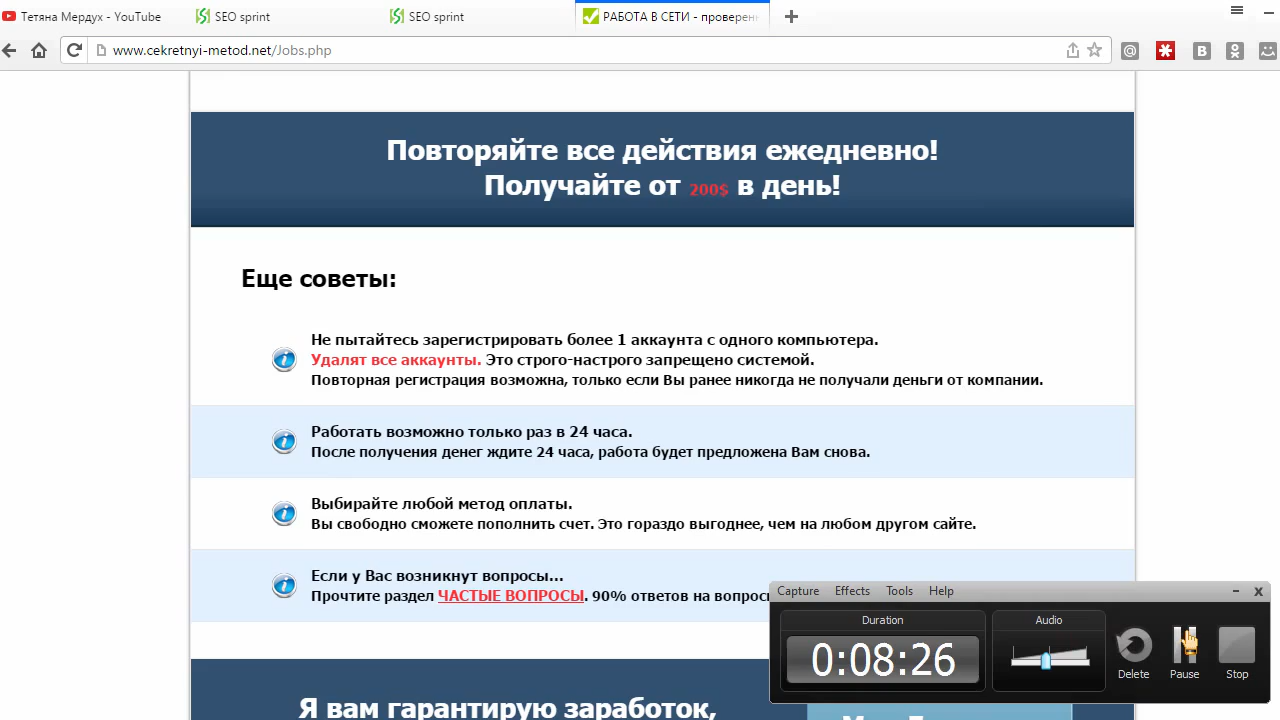 Тетяна Мердух - YouTube
SEO sprint
SEO sprint
РАБОТА В СЕТИ - проверен
www.cekretnyi-metod.net/Jobs.php
Повторяйте все действия ежедневно!
Получайте от 200$ в день!
Еще советы:
Не пытайтесь зарегистрировать более 1 аккаунта с одного компьютера.
Удалят все аккаунты. Это строго-настрого запрещено системой.
Повторная регистрация возможна, только если Вы ранее никогда не получали деньги от компании.
Работать возможно только раз в 24 часа.
После получения денег ждите 24 часа, работа будет предложена Вам снова.
Выбирайте любой метод оплаты.
Вы свободно сможете пополнить счет. Это гораздо выгоднее, чем на любом другом сайте.
Если у Вас возникнут вопросы...
Прочтите раздел ЧАСТЫЕ ВОПРОСЫ. 90% ответов на вопросы
Capture Effects Tools Help
Duration
Audio
0:08:26
Delete
Pause
Stop
Я вам гарантирую заработок,